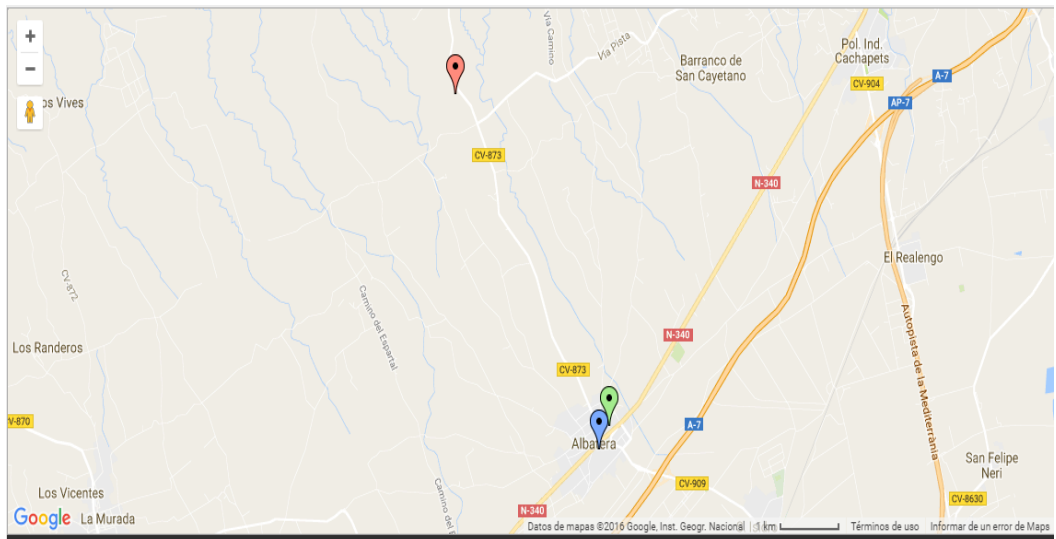 +
−
os Vives
Vía Camino
Vía Pista
Barranco de
San Cayetano
Pol. Ind.
Cachapets
CV-904
A-7
AP-7
CV-873
N-340
El Realengo
CV-872
Camino del Espartal
Autopista de la Mediterrània
Los Randeros
N-340
CV-873
V-870
A-7
Albatera
San Felipe
Neri
CV-909
Los Vicentes
CV-8630
La Murada
Camino del E
N-340
Google
Datos de mapas ©2016 Google, Inst. Geogr. Nacional
1 km
Términos de uso
Informar de un error de Maps